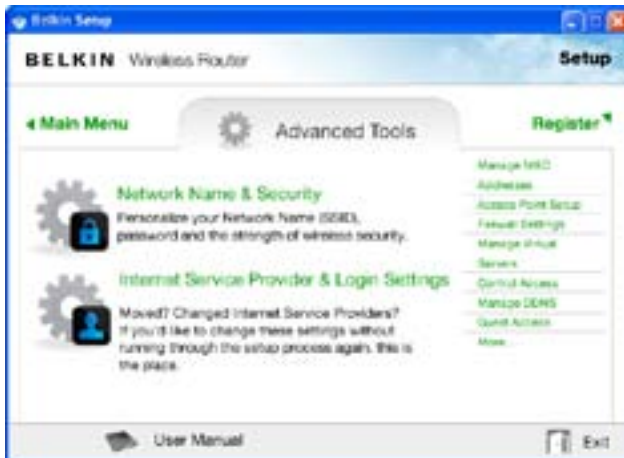 Belkin Setup
BELKIN Wireless Router
Setup
Main Menu
Advanced Tools
Register
Network Name & Security
Personalize your Network Name (SSID),
password and the strength of wireless security.
Internet Service Provider & Login Settings
Moved? Changed Internet Service Providers?
If you'd like to change these settings without
running through the setup process again, this is
the place.
Manage MAC
Addresses
Access Point Setup
Firewall Settings
Manage Virtual
Servers
Control Access
Manage DDNS
Guest Access
More...
User Manual
Exit